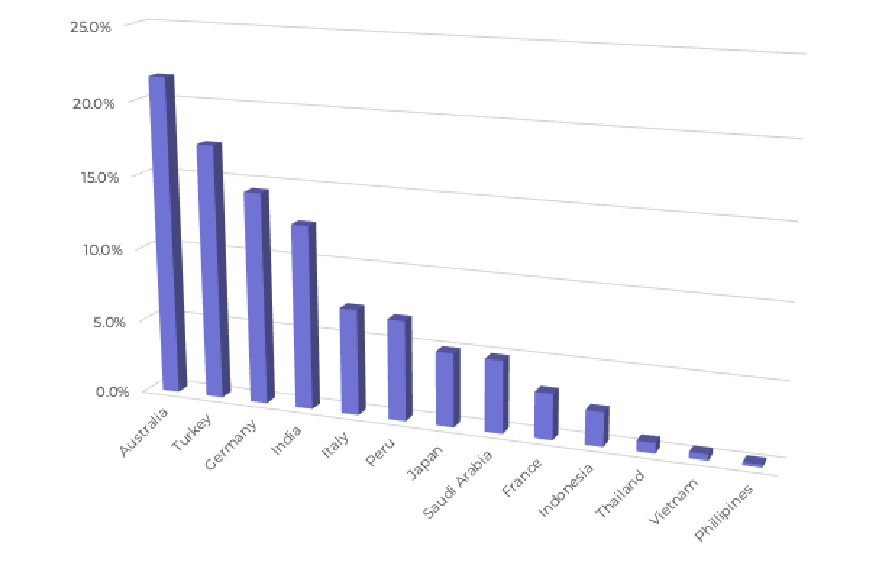 25.0%
20.0%
15.0%
10.0%
5.0%
0.0%
Australia
Turkey
Germany
India
Italy
Peru
Japan
Saudi Arabia
France
Indonesia
Thailand
Vietnam
Phillipines